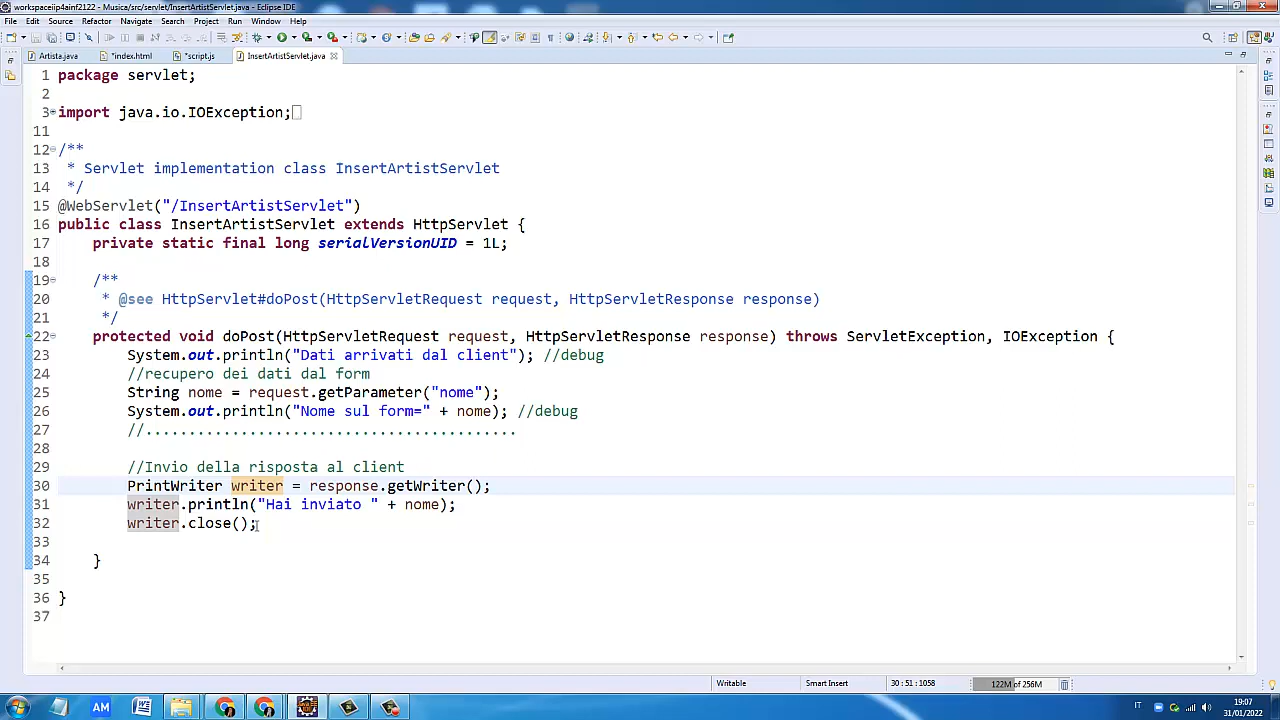 workspaceiip4ainf2122 - Musica/src/servlet/InsertArtistServlet.java - Eclipse IDE
File Edit Source Refactor Navigate Search Project Run Window Help
Artista.java *index.html *script.js InsertArtistServlet.java
1 package servlet;
2
3 import java.io.IOException;
11
12 /**
13 * Servlet implementation class InsertArtistServlet
14 */
15 @WebServlet("/InsertArtistServlet")
16 public class InsertArtistServlet extends HttpServlet {
17 private static final long serialVersionUID = 1L;
18
19 /**
20 * @see HttpServlet#doPost(HttpServletRequest request, HttpServletResponse response)
21 */
22 protected void doPost(HttpServletRequest request, HttpServletResponse response) throws ServletException, IOException {
23 System.out.println("Dati arrivati dal client"); //debug
24 //recupero dei dati dal form
25 String nome = request.getParameter("nome");
26 System.out.println("Nome sul form=" + nome); //debug
27 //...........................................
28
29 //Invio della risposta al client
30 PrintWriter writer = response.getWriter();
31 writer.println("Hai inviato " + nome);
32 writer.close();
33
34 }
35
36 }
37
Writable Smart Insert 30 : 51 : 1058 122M of 256M
AM IT 19:07
31/01/2022